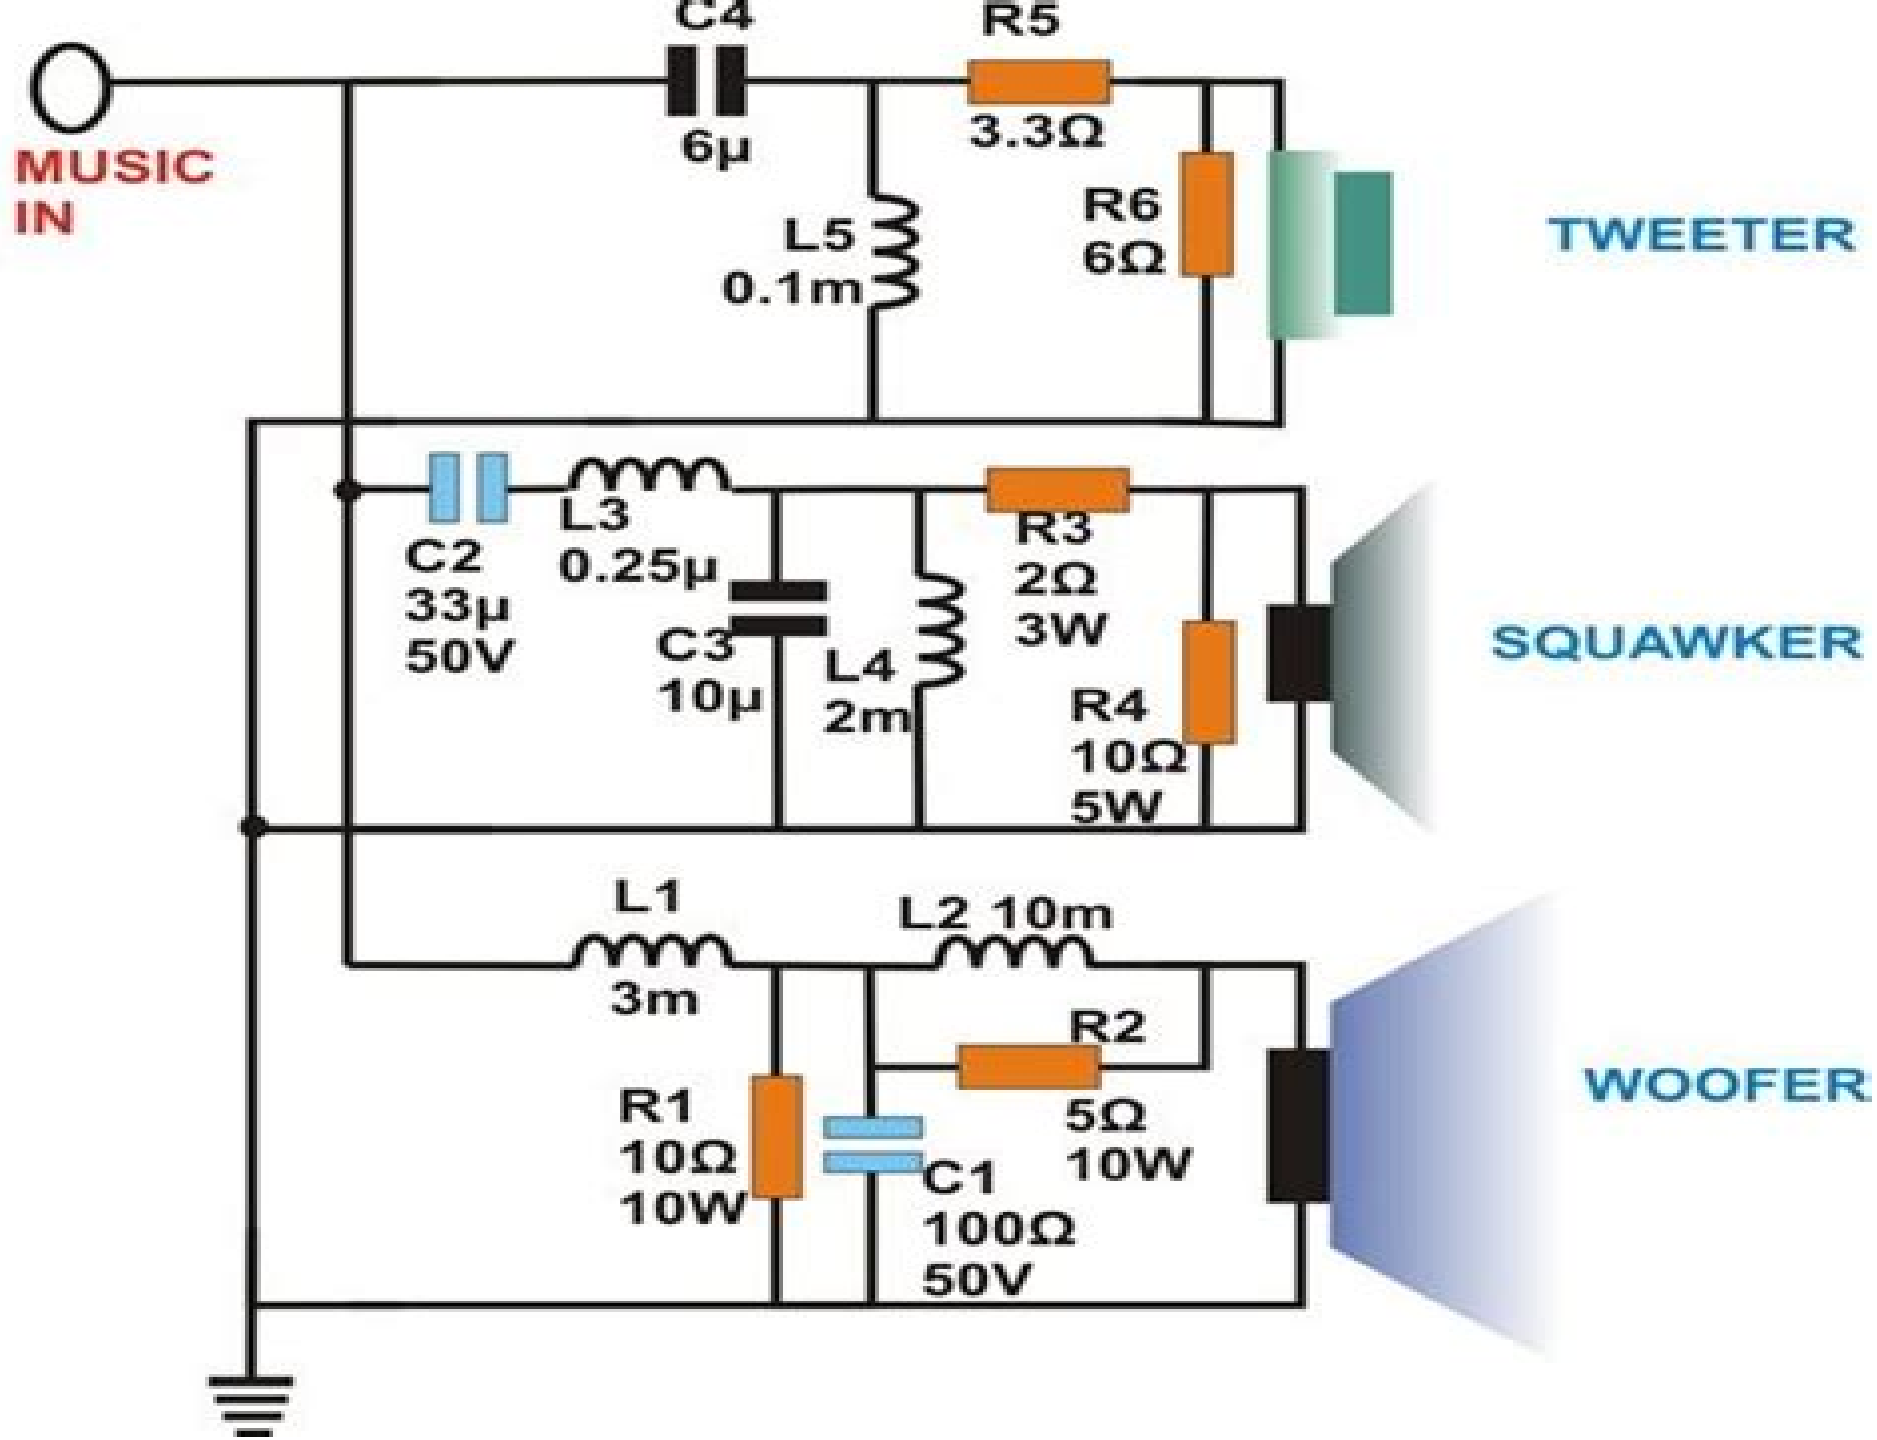 C4
R5
6µ
3.3Ω
MUSIC
IN
R6
6Ω
L5
0.1m
TWEETER
L3
0.25µ
C2
33µ
50V
R3
2Ω
3W
C3
10µ
L4
2m
SQUAWKER
R4
10Ω
5W
L1
3m
L2 10m
R2
5Ω
10W
WOOFER
R1
10Ω
10W
C1
100Ω
50V